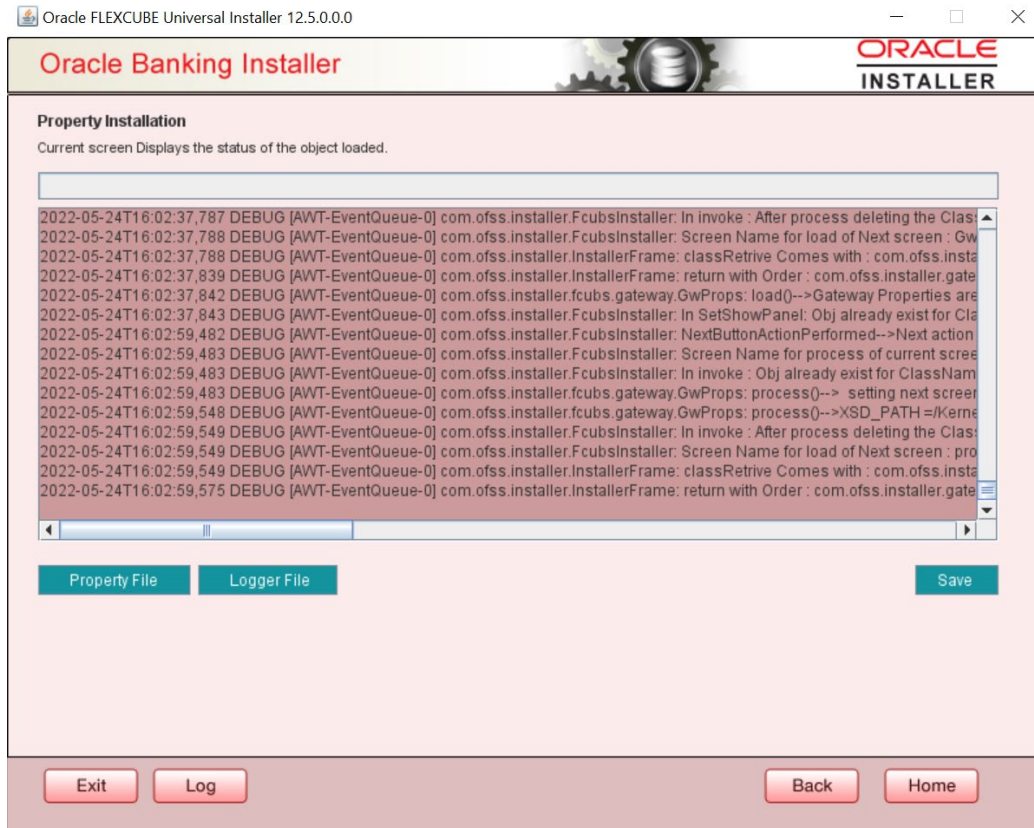 Oracle FLEXCUBE Universal Installer 12.5.0.0.0
Oracle Banking Installer
ORACLE
INSTALLER
Property Installation
Current screen Displays the status of the object loaded.
2022-05-24T16:02:37,787 DEBUG [AWT-EventQueue-0] com.ofss.installer.FcubsInstaller: In invoke : After process deleting the Clas
2022-05-24T16:02:37,788 DEBUG [AWT-EventQueue-0] com.ofss.installer.FcubsInstaller: Screen Name for load of Next screen : Gw
2022-05-24T16:02:37,788 DEBUG [AWT-EventQueue-0] com.ofss.installer.InstallerFrame: classRetrive Comes with : com.ofss.insta
2022-05-24T16:02:37,839 DEBUG [AWT-EventQueue-0] com.ofss.installer.InstallerFrame: return with Order : com.ofss.installer.gate
2022-05-24T16:02:37,842 DEBUG [AWT-EventQueue-0] com.ofss.installer.fcubs.gateway.GwProps: load()-->Gateway Properties are
2022-05-24T16:02:37,843 DEBUG [AWT-EventQueue-0] com.ofss.installer.FcubsInstaller: In SetShowPanel: Obj already exist for Cla
2022-05-24T16:02:59,482 DEBUG [AWT-EventQueue-0] com.ofss.installer.FcubsInstaller: NextButtonActionPerformed-->Next action
2022-05-24T16:02:59,483 DEBUG [AWT-EventQueue-0] com.ofss.installer.FcubsInstaller: Screen Name for process of current scree
2022-05-24T16:02:59,483 DEBUG [AWT-EventQueue-0] com.ofss.installer.FcubsInstaller: In invoke : Obj already exist for ClassNam
2022-05-24T16:02:59,483 DEBUG [AWT-EventQueue-0] com.ofss.installer.fcubs.gateway.GwProps: process()--> setting next screen
2022-05-24T16:02:59,548 DEBUG [AWT-EventQueue-0] com.ofss.installer.fcubs.gateway.GwProps: process()-->XSD_PATH =/Kerne
2022-05-24T16:02:59,549 DEBUG [AWT-EventQueue-0] com.ofss.installer.FcubsInstaller: In invoke : After process deleting the Clas
2022-05-24T16:02:59,549 DEBUG [AWT-EventQueue-0] com.ofss.installer.FcubsInstaller: Screen Name for load of Next screen : pro
2022-05-24T16:02:59,549 DEBUG [AWT-EventQueue-0] com.ofss.installer.InstallerFrame: classRetrive Comes with : com.ofss.insta
2022-05-24T16:02:59,575 DEBUG [AWT-EventQueue-0] com.ofss.installer.InstallerFrame: return with Order : com.ofss.installer.gate
Property File Logger File Save
Exit Log Back Home